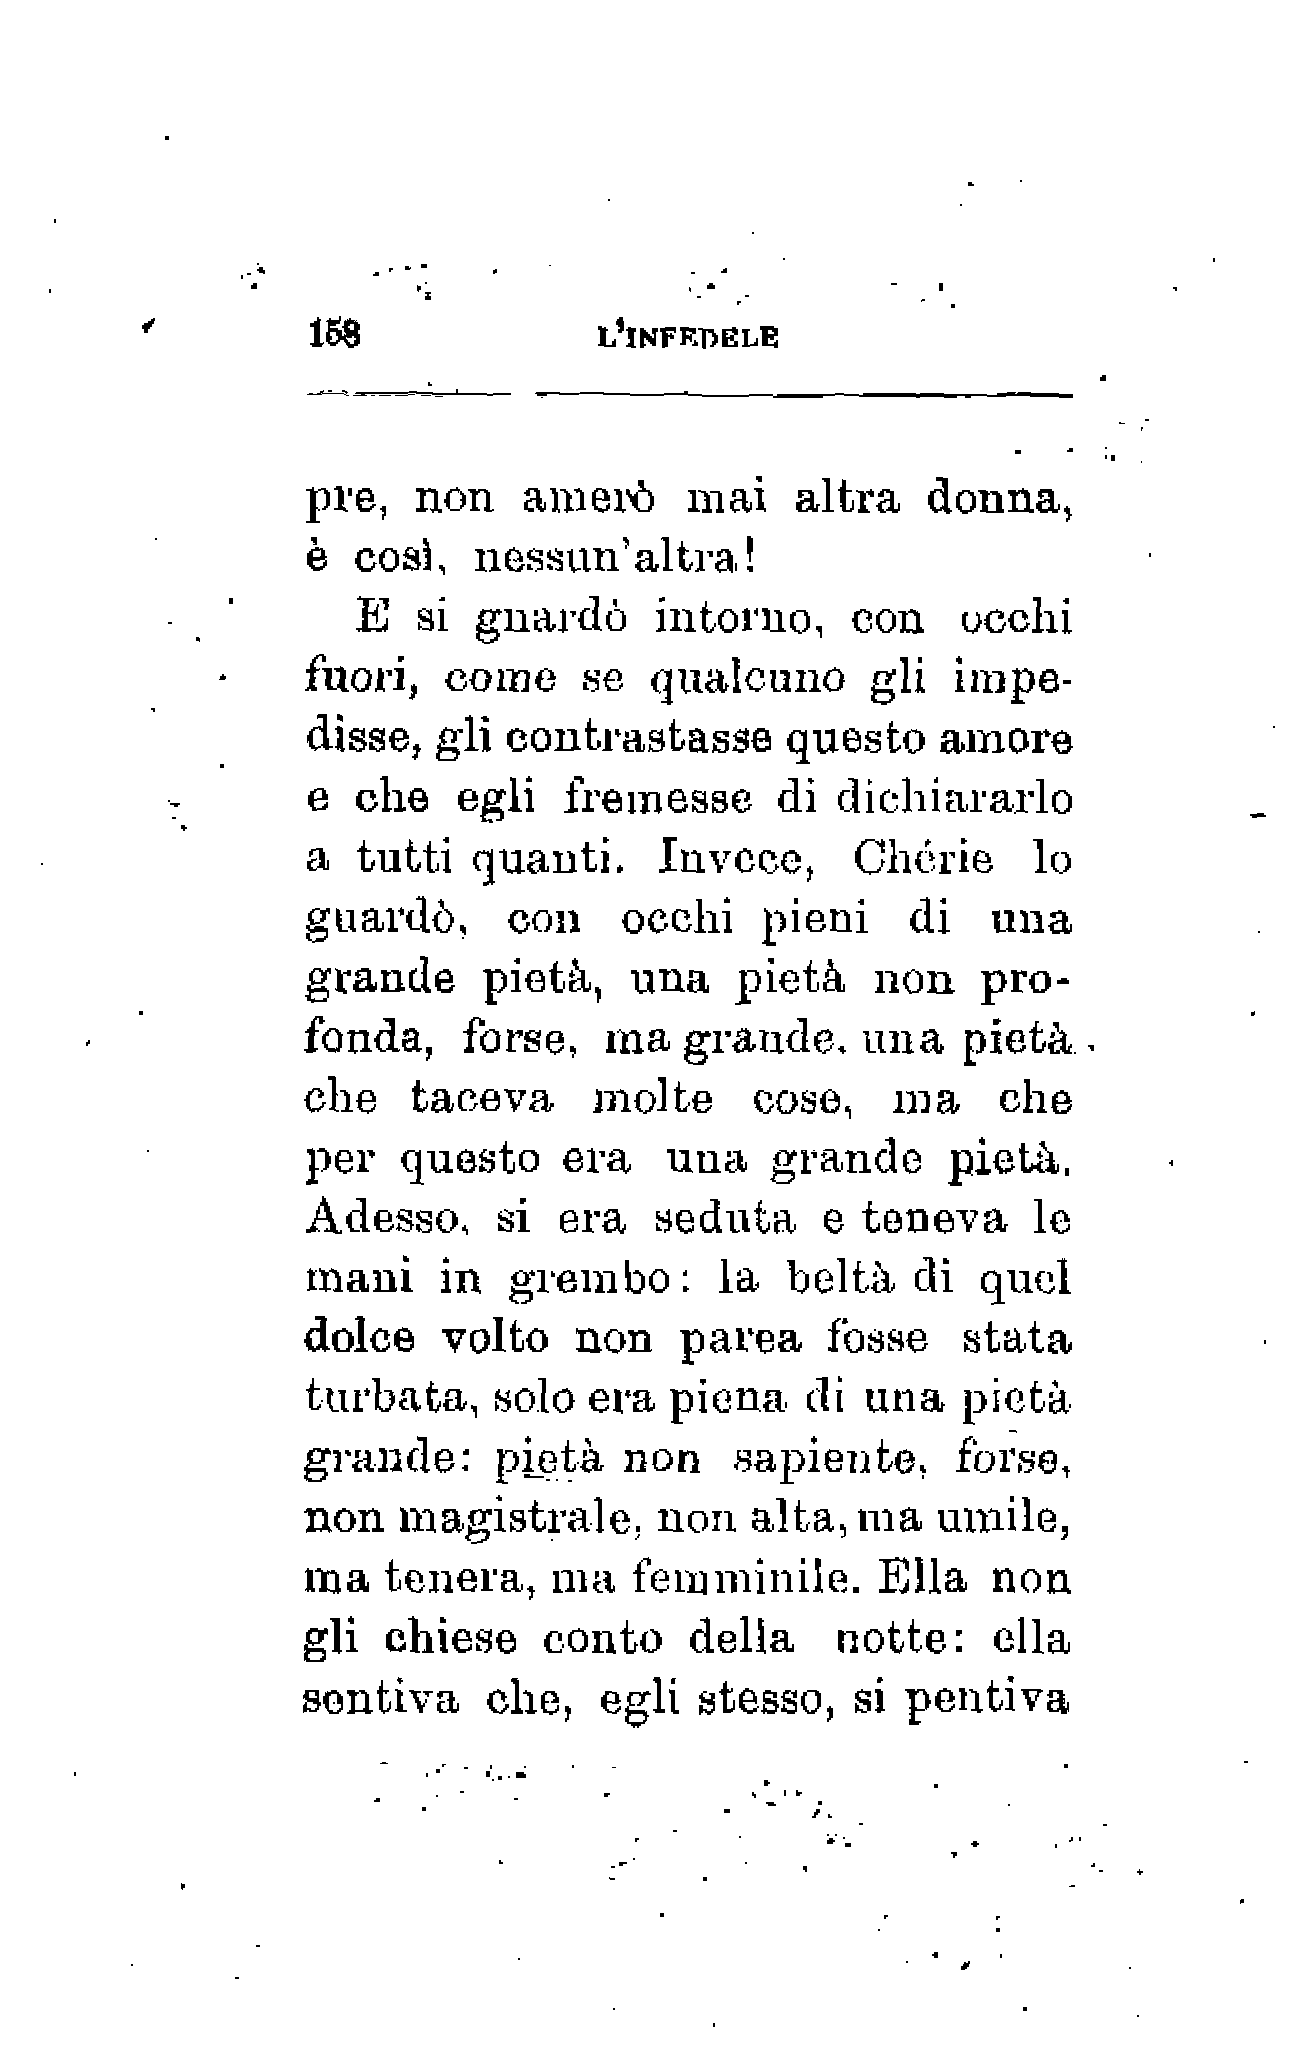 158 L'INFEDELE
pre, non amerò mai altra donna,
è così, nessun'altra!
E si guardò intorno, con occhi
fuori, come se qualcuno gli impe-
disse, gli contrastasse questo amore
e che egli fremesse di dichiararlo
a tutti quanti. Invece, Chérie lo
guardò, con occhi pieni di una
grande pietà, una pietà non pro-
fonda, forse, ma grande, una pietà
che taceva molte cose, ma che
per questo era una grande pietà.
Adesso, si era seduta e teneva le
mani in grembo: la beltà di quel
dolce volto non parea fosse stata
turbata, solo era piena di una pietà
grande: pietà non sapiente, forse,
non magistrale, non alta, ma umile,
ma tenera, ma femminile. Ella non
gli chiese conto della notte: ella
sentiva che, egli stesso, si pentiva